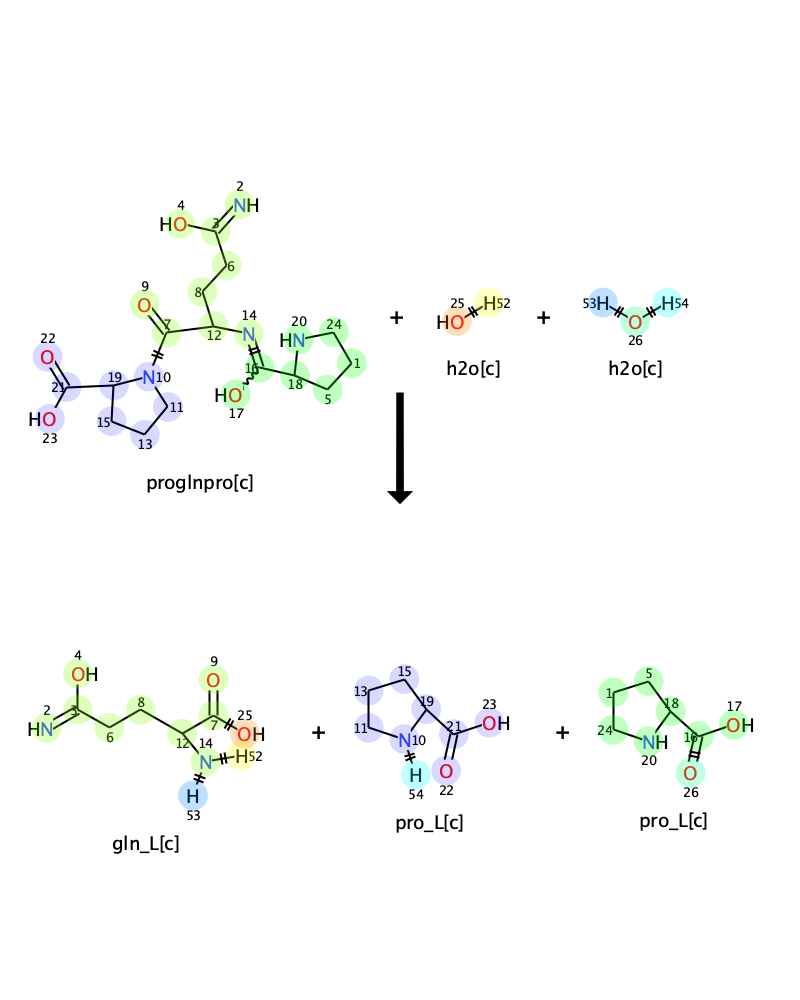 2
4
NH
HO
3
6
8
9
O
7
14
N
12
20
24
HN
16
1
18
5
HO
17
22
O
21
19
N
10
11
HO
15
23
13
proglnpro[c]
+
25
H
52
HO
h2o[c]
+
53
H
H
54
O
26
h2o[c]
4
OH
2
3
8
HN
6
9
O
7
25
OH
12
14
N
H
52
H
53
gln_L[c]
+
15
13
19
23
OH
11
21
N
10
H
O
54
22
pro_L[c]
+
5
1
18
17
OH
24
16
NH
20
O
26
pro_L[c]